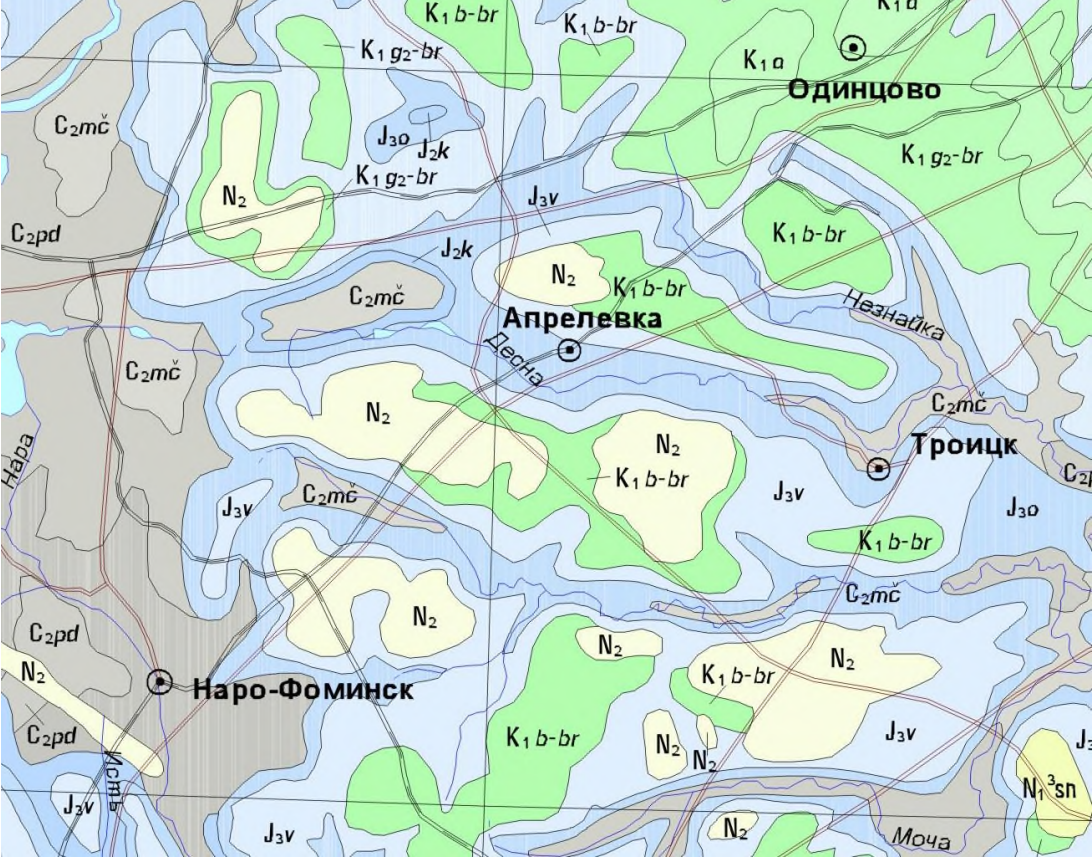 K₁ b-br
K₁ b-br
K₁a
K₁ g₂-br
K₁a
Одинцово
C₂mč
J₃o
J₂k
K₁ g₂-br
K₁ g₂-br
N₂
J₃v
C₂pd
K₁ b-br
J₂k
N₂
C₂mč
K₁ b-br
Незнайка
Апрелевка
Десна
C₂mč
N₂
C₂mč
Троицк
N₂
Нара
K₁ b-br
C₂mč
J₃v
J₃v
J₃o
K₁ b-br
C₂mč
N₂
C₂pd
N₂
N₂
N₂
K₁ b-br
Наро-Фоминск
C₂pd
K₁ b-br
N₂
N₂
J₃v
Исть
J₃v
N₁³sn
J₃v
N₂
Моча